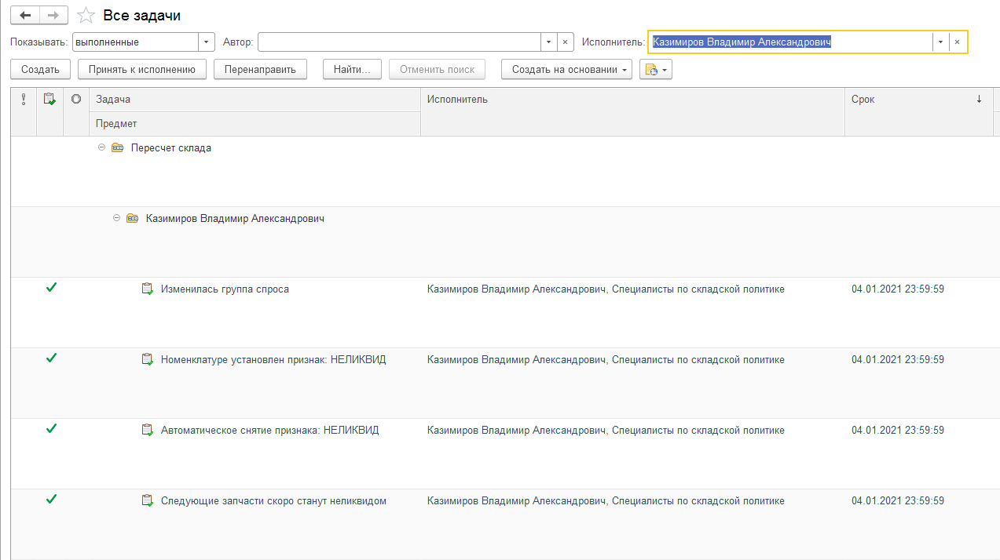 Все задачи
Показывать: выполненные Автор: Исполнитель: Казимиров Владимир Александрович
Создать Принять к исполнению Перенаправить Найти... Отменить поиск Создать на основании
Задача Исполнитель Срок ↓
Предмет
Пересчет склада
Казимиров Владимир Александрович
Изменилась группа спроса Казимиров Владимир Александрович, Специалисты по складской политике 04.01.2021 23:59:59
Номенклатуре установлен признак: НЕЛИКВИД Казимиров Владимир Александрович, Специалисты по складской политике 04.01.2021 23:59:59
Автоматическое снятие признака: НЕЛИКВИД Казимиров Владимир Александрович, Специалисты по складской политике 04.01.2021 23:59:59
Следующие запчасти скоро станут неликвидом Казимиров Владимир Александрович, Специалисты по складской политике 04.01.2021 23:59:59